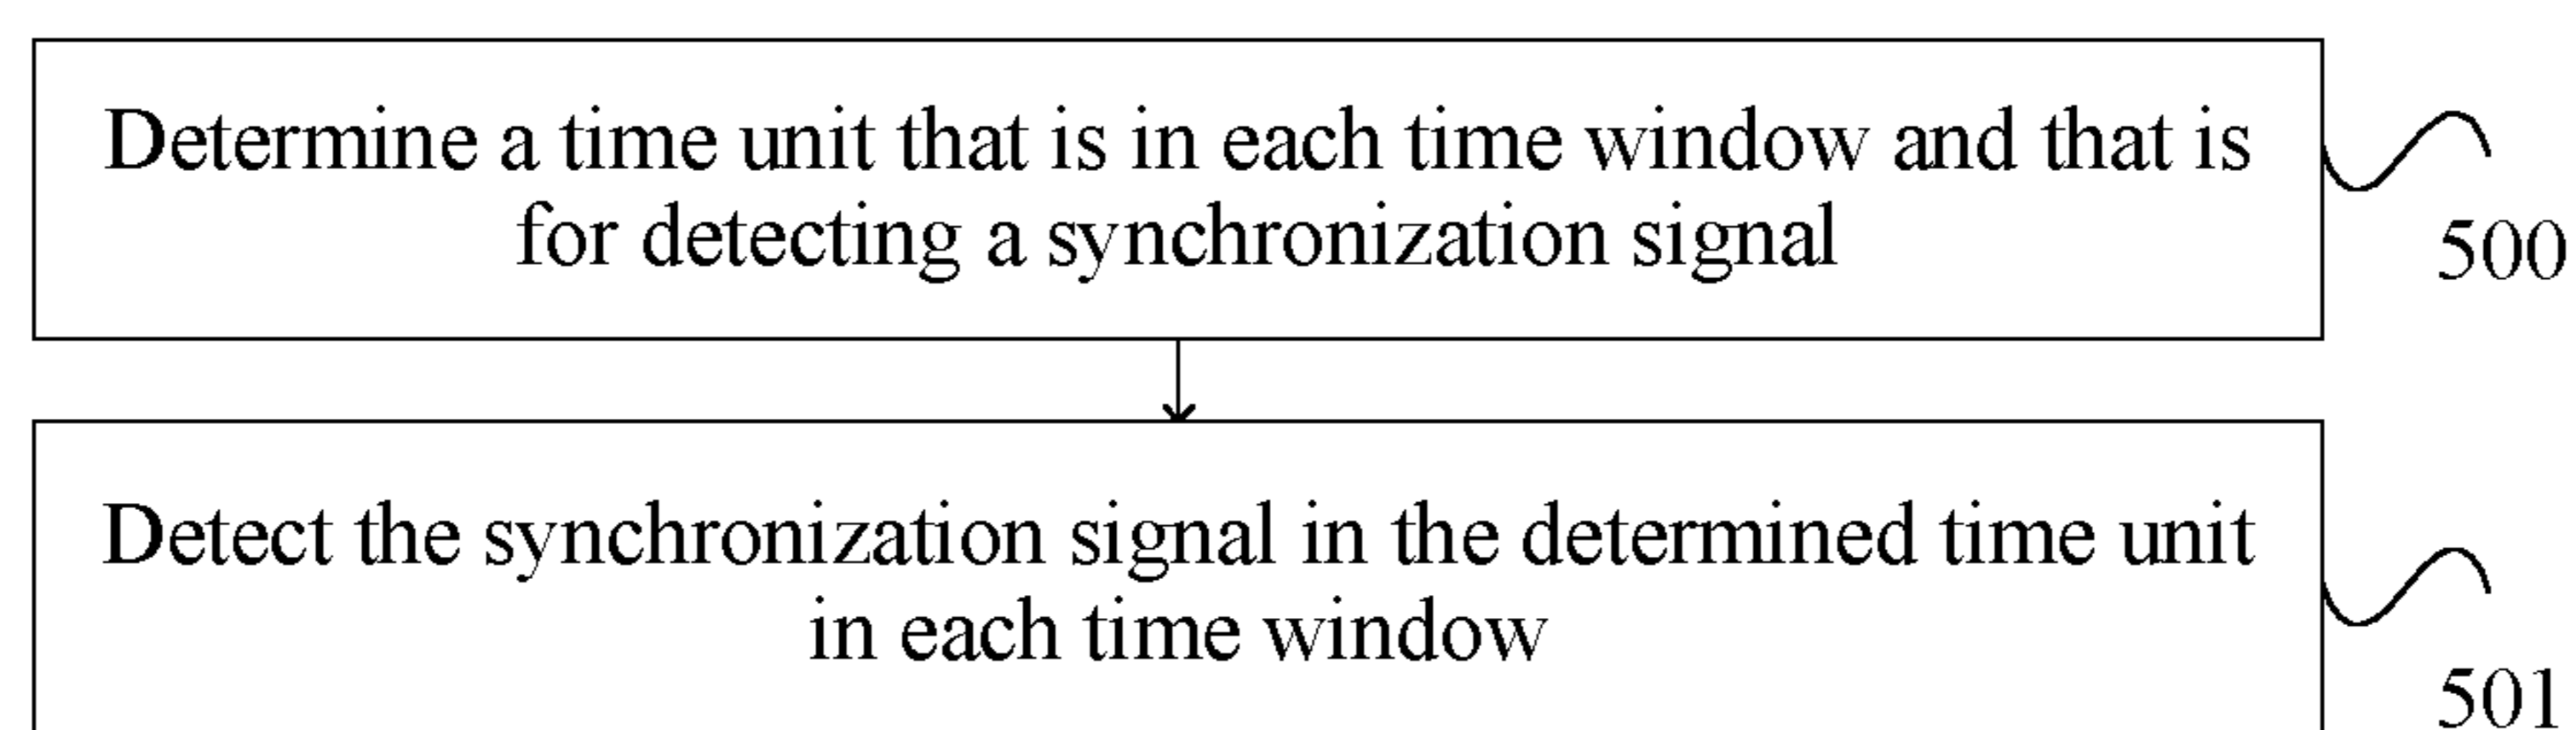 Determine a time unit that is in each time window and that is
for detecting a synchronization signal
500
Detect the synchronization signal in the determined time unit
in each time window
501